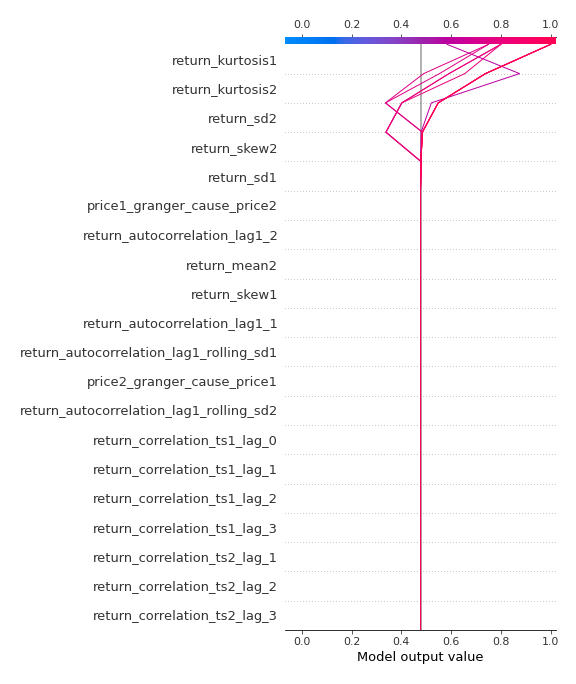 0.0 0.2 0.4 0.6 0.8 1.0
return_kurtosis1
return_kurtosis2
return_sd2
return_skew2
return_sd1
price1_granger_cause_price2
return_autocorrelation_lag1_2
return_mean2
return_skew1
return_autocorrelation_lag1_1
return_autocorrelation_lag1_rolling_sd1
price2_granger_cause_price1
return_autocorrelation_lag1_rolling_sd2
return_correlation_ts1_lag_0
return_correlation_ts1_lag_1
return_correlation_ts1_lag_2
return_correlation_ts1_lag_3
return_correlation_ts2_lag_1
return_correlation_ts2_lag_2
return_correlation_ts2_lag_3
0.0 0.2 0.4 0.6 0.8 1.0
Model output value